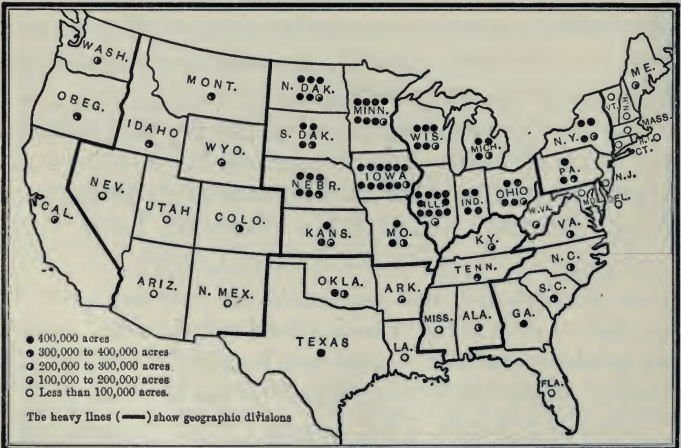 WASH.
MONT.
OREG.
IDAHO
WYO.
N. DAK.
S. DAK.
NEBR.
KANS.
MINN.
IOWA
MO.
WIS.
ILL.
MICH.
IND.
OHIO
KY.
TENN.
N.Y.
PA.
ME.
VT.
N.H.
MASS.
R.I.
CT.
N.J.
DEL.
MD.
W.VA.
VA.
N.C.
S.C.
GA.
FLA.
ALA.
MISS.
LA.
ARK.
OKLA.
TEXAS
N. MEX.
ARIZ.
COLO.
UTAH
NEV.
CAL.
400,000 acres
300,000 to 400,000 acres
200,000 to 300,000 acres
100,000 to 200,000 acres
Less than 100,000 acres.
The heavy lines (—) show geographic divisions